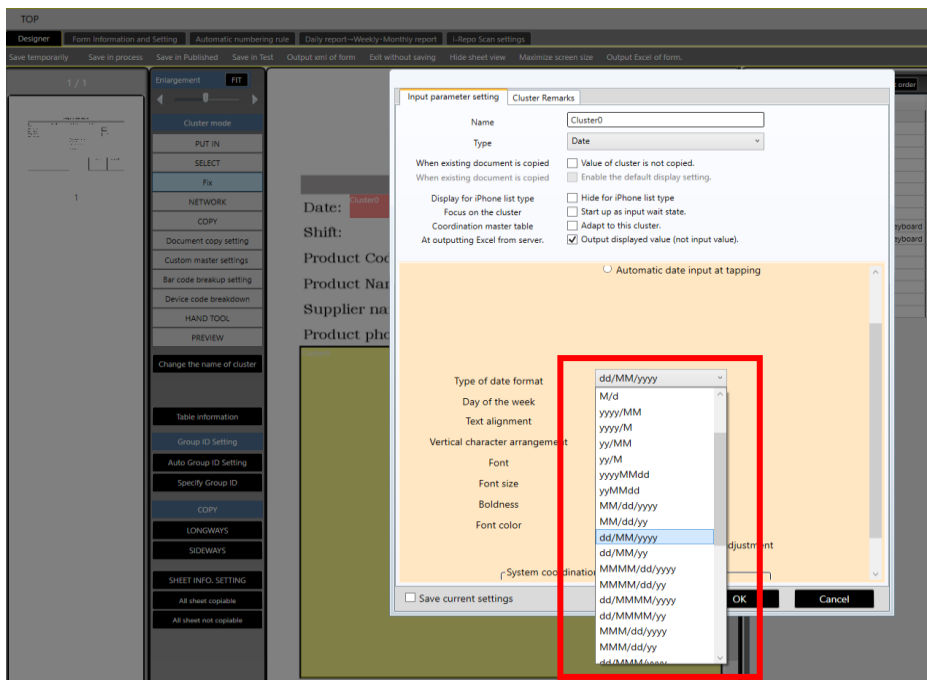 TOP
Designer Form Information and Setting Automatic numbering rule Daily report→Weekly-Monthly report i-Repo Scan settings
Save temporarily Save in process Save in Published Save in Test Output xml of form Exit without saving Hide sheet view Maximize screen size Output Excel of form.
1 / 1
1
Enlargement FIT
Cluster mode
PUT IN
SELECT
Fix
NETWORK
COPY
Document copy setting
Custom master settings
Bar code breakup setting
Device code breakdown
HAND TOOL
PREVIEW
Change the name of cluster
Table information
Group ID Setting
Auto Group ID Setting
Specify Group ID
COPY
LONGWAYS
SIDEWAYS
SHEET INFO. SETTING
All sheet copiable
All sheet not copiable
Date: Cluster0
Shift:
Product Cod
Product Nar
Supplier na
Product pho
order
eyboard
eyboard
Input parameter setting Cluster Remarks
Name Cluster0
Type Date
When existing document is copied Value of cluster is not copied.
When existing document is copied Enable the default display setting.
Display for iPhone list type Hide for iPhone list type
Focus on the cluster Start up as input wait state.
Coordination master table Adapt to this cluster.
At outputting Excel from server. Output displayed value (not input value).
Automatic date input at tapping
Type of date format dd/MM/yyyy
Day of the week
Text alignment
Vertical character arrangement
Font
Font size
Boldness
Font color
M/d
yyyy/MM
yyyy/M
yy/MM
yy/M
yyyyMMdd
yyMMdd
MM/dd/yyyy
MM/dd/yy
dd/MM/yyyy
dd/MM/yy
MMMM/dd/yyyy
MMMM/dd/yy
dd/MMMM/yyyy
dd/MMMM/yy
MMM/dd/yyyy
MMM/dd/yy
dd/MMM/yyyy
djustment
System coordination
Save current settings OK Cancel